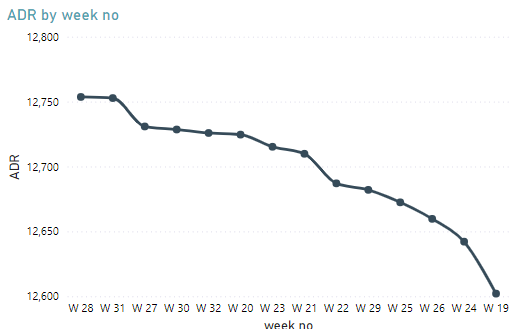 ADR by week no
12,800
12,750
12,700
12,650
12,600
ADR
W 28 W 31 W 27 W 30 W 32 W 20 W 23 W 21 W 22 W 29 W 25 W 26 W 24 W 19
week no